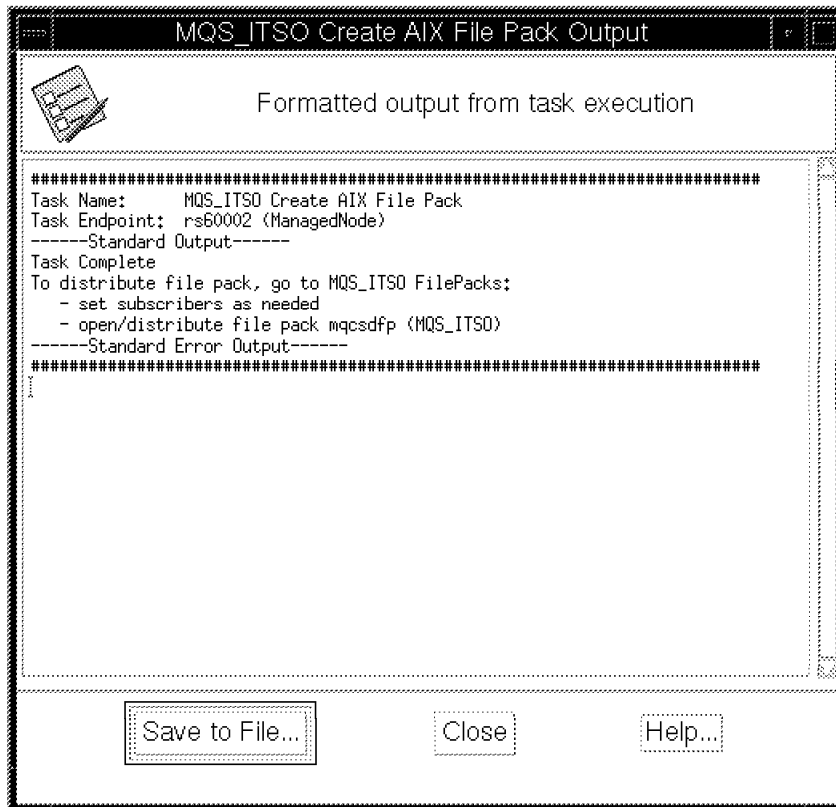 MQS_ITSO Create AIX File Pack Output
Formatted output from task execution
############################################################################
Task Name:      MQS_ITSO Create AIX File Pack
Task Endpoint:  rs60002 (ManagedNode)
------Standard Output------
Task Complete
To distribute file pack, go to MQS_ITSO FilePacks:
   - set subscribers as needed
   - open/distribute file pack mqcsdfp (MQS_ITSO)
------Standard Error Output------
############################################################################
Save to File... Close Help...